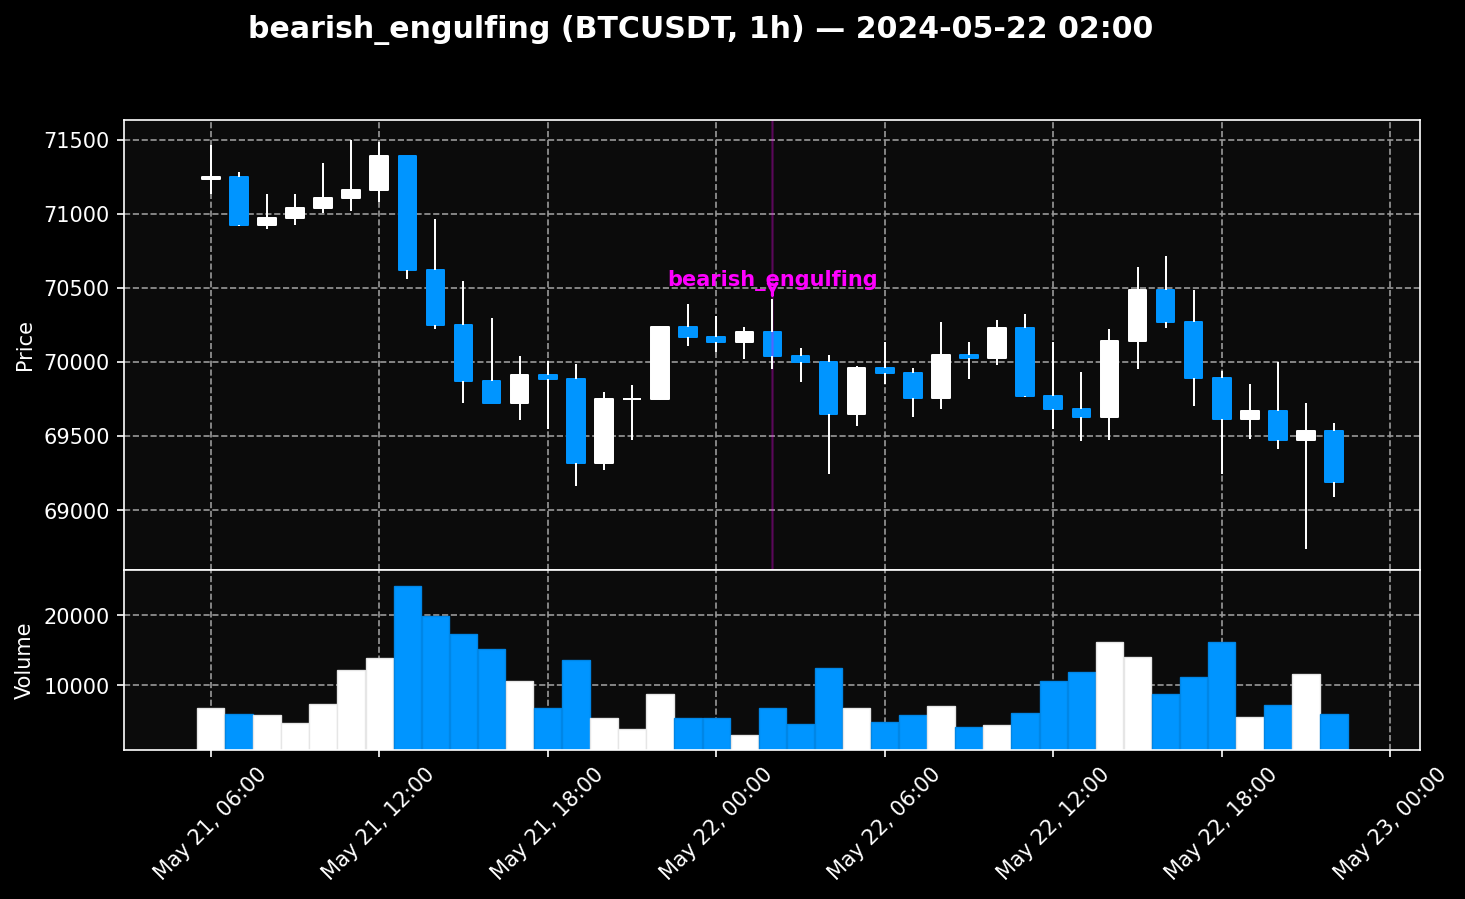 bearish_engulfing (BTCUSDT, 1h) — 2024-05-22 02:00
71500
71000
70500
70000
69500
69000
Price
bearish_engulfing
20000
10000
Volume
May 21, 06:00
May 21, 12:00
May 21, 18:00
May 22, 00:00
May 22, 06:00
May 22, 12:00
May 22, 18:00
May 23, 00:00